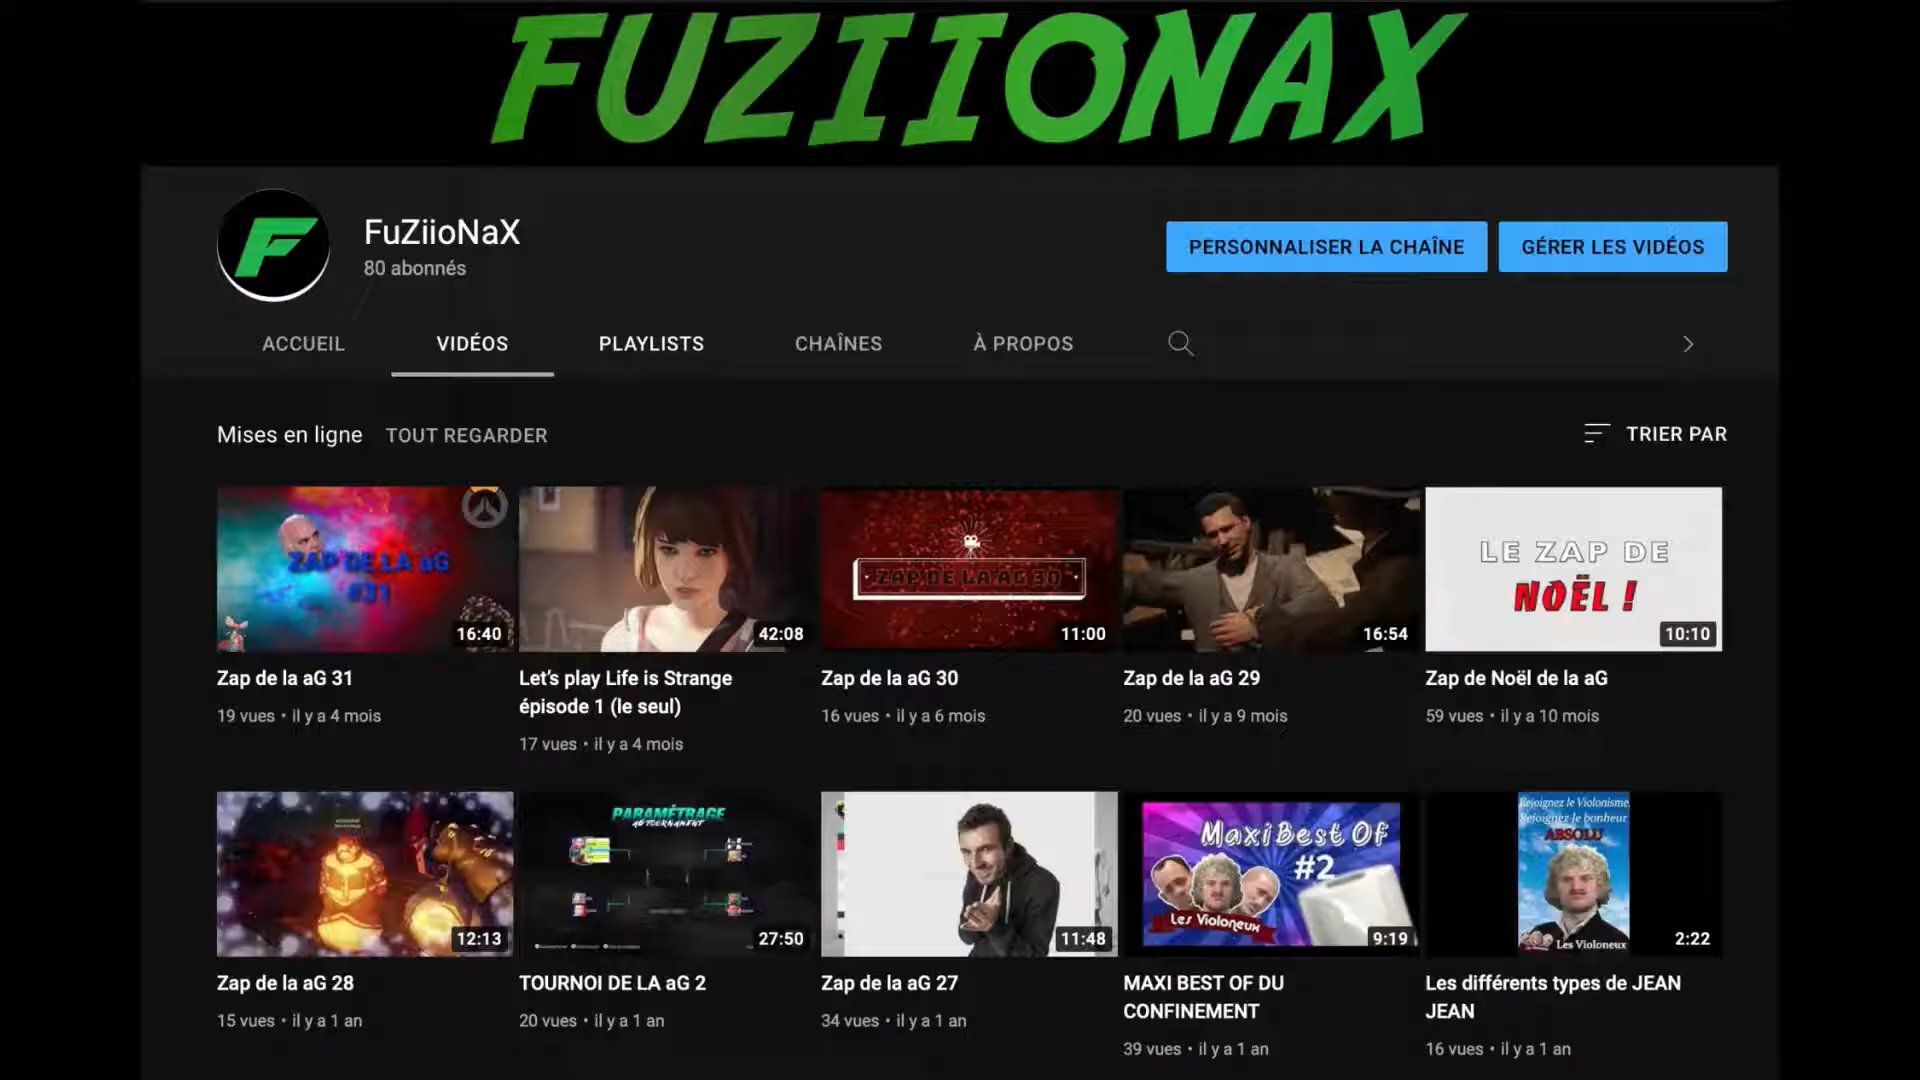 FUZIIONAX
FuZiioNaX
80 abonnés
PERSONNALISER LA CHAÎNE
GÉRER LES VIDÉOS
ACCUEIL
VIDÉOS
PLAYLISTS
CHAÎNES
À PROPOS
Mises en ligne
TOUT REGARDER
TRIER PAR
ZAP DE LA aG
#31
16:40
42:08
ZAP DE LA AG 30
11:00
16:54
LE ZAP DE
NOËL !
10:10
Zap de la aG 31
19 vues • il y a 4 mois
Let's play Life is Strange
épisode 1 (le seul)
17 vues • il y a 4 mois
Zap de la aG 30
16 vues • il y a 6 mois
Zap de la aG 29
20 vues • il y a 9 mois
Zap de Noël de la aG
59 vues • il y a 10 mois
12:13
PARAMÉTRAGE
AG TOURNAMENT
27:50
11:48
Maxi Best Of
#2
Les Violoneux
9:19
Rejoignez le Violonisme,
Rejoignez le bonheur
ABSOLU
Les Violoneux
2:22
Zap de la aG 28
15 vues • il y a 1 an
TOURNOI DE LA aG 2
20 vues • il y a 1 an
Zap de la aG 27
34 vues • il y a 1 an
MAXI BEST OF DU
CONFINEMENT
39 vues • il y a 1 an
Les différents types de JEAN
JEAN
16 vues • il y a 1 an